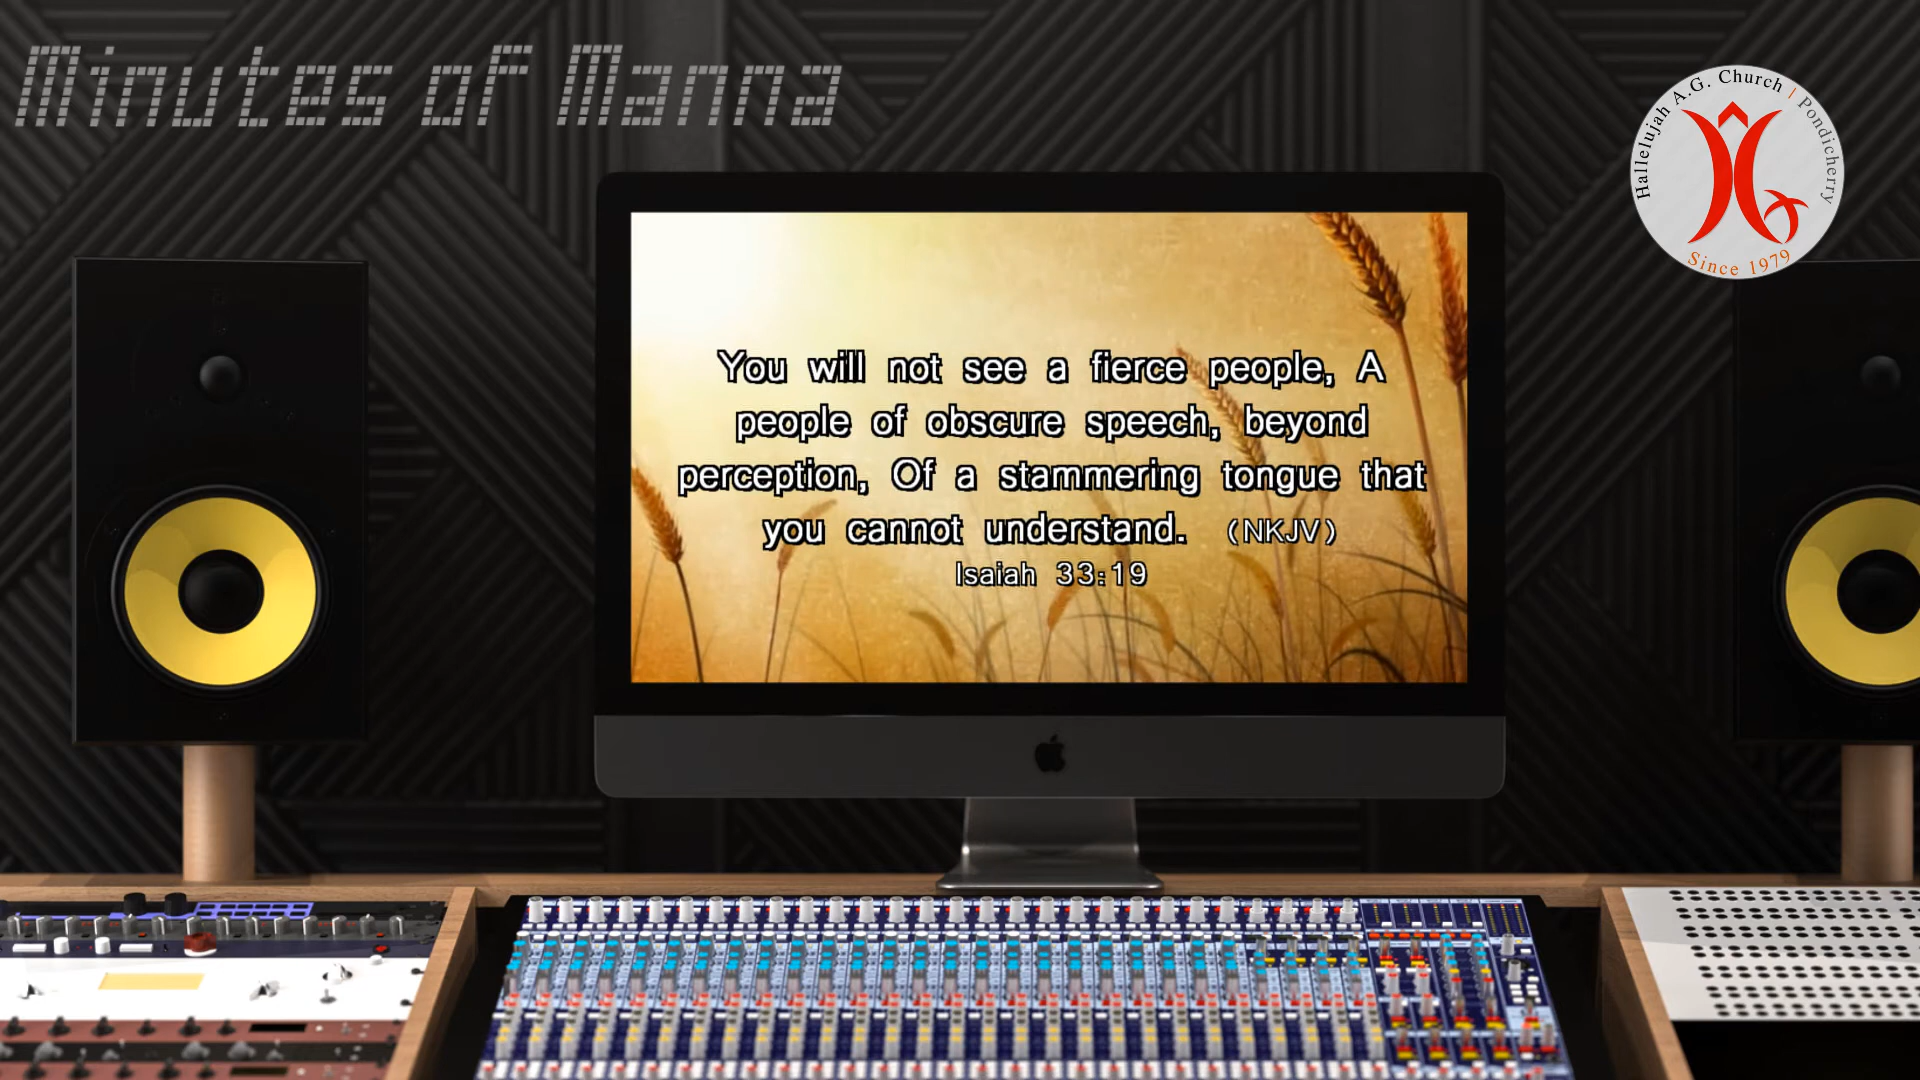 Minutes of Manna
Hallelujah A.G. Church | Pondicherry
Since 1979
You will not see a fierce people, A
people of obscure speech, beyond
perception, Of a stammering tongue that
you cannot understand. (NKJV)
Isaiah 33:19